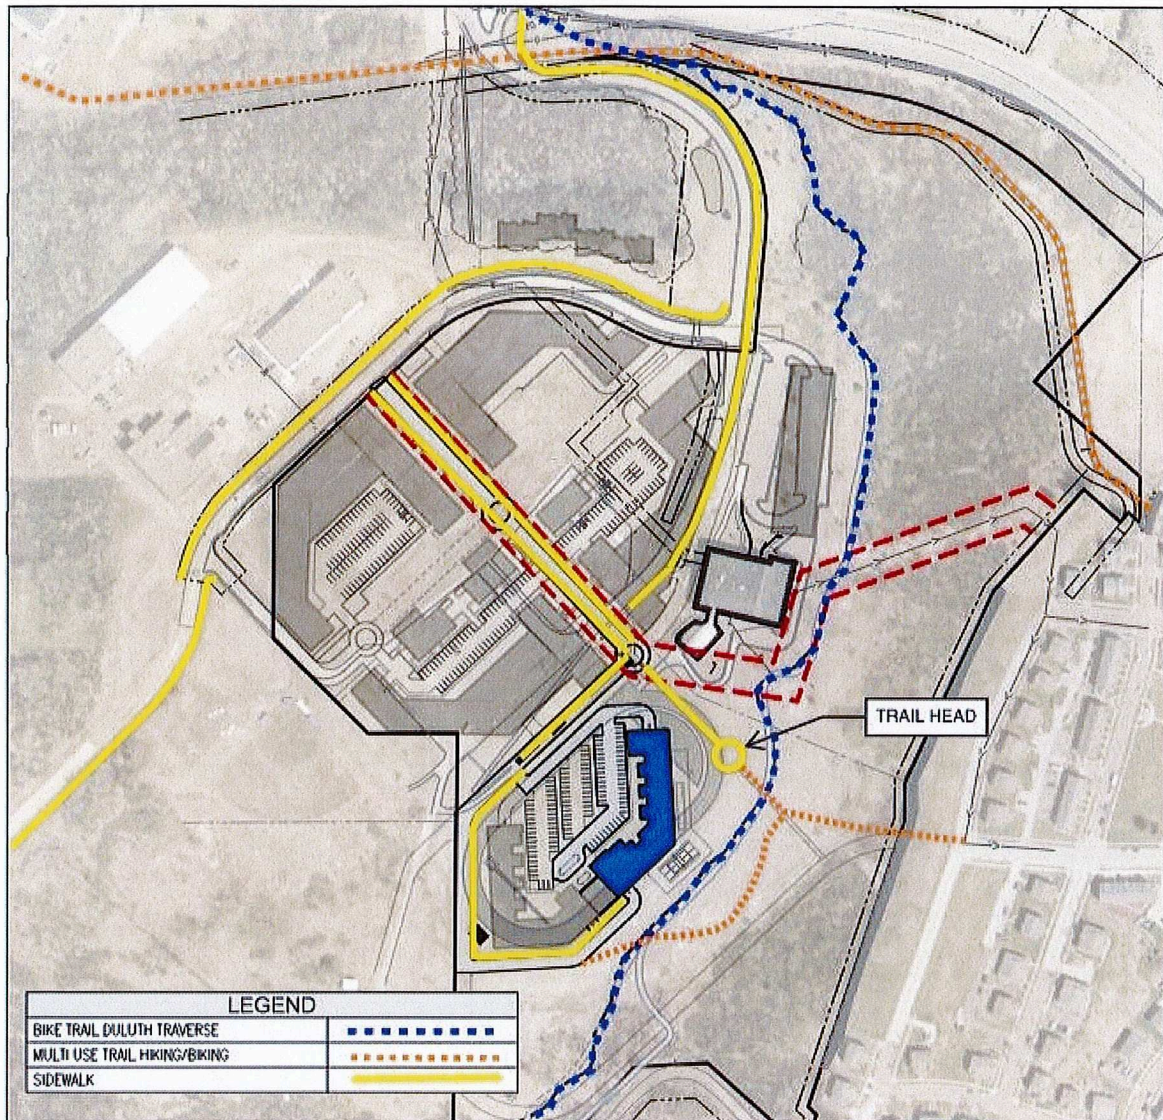 TRAIL HEAD
LEGEND
BIKE TRAIL DULUTH TRAVERSE
MULTI USE TRAIL HIKING/BIKING
SIDEWALK